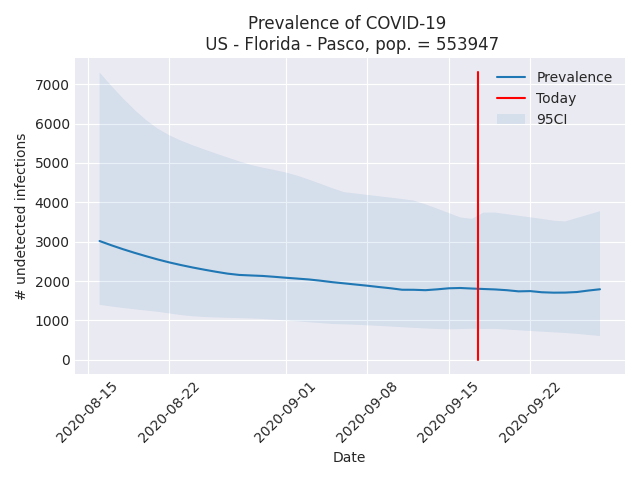 Prevalence of COVID-19
US - Florida - Pasco, pop. = 553947
Prevalence
Today
95CI
# undetected infections
7000
6000
5000
4000
3000
2000
1000
0
2020-08-15
2020-08-22
2020-09-01
2020-09-08
2020-09-15
2020-09-22
Date